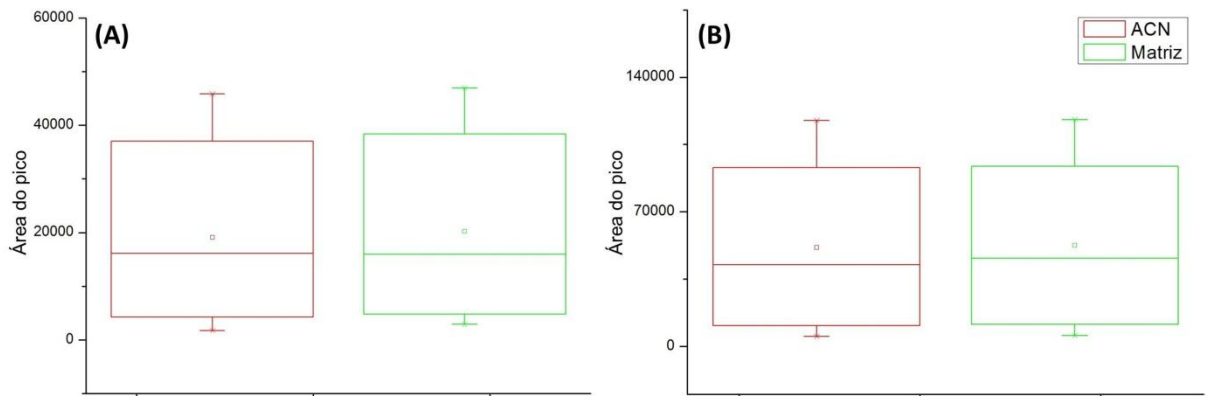 (A)
Área do pico
60000
40000
20000
0
(B)
Área do pico
140000
70000
0
ACN
Matriz